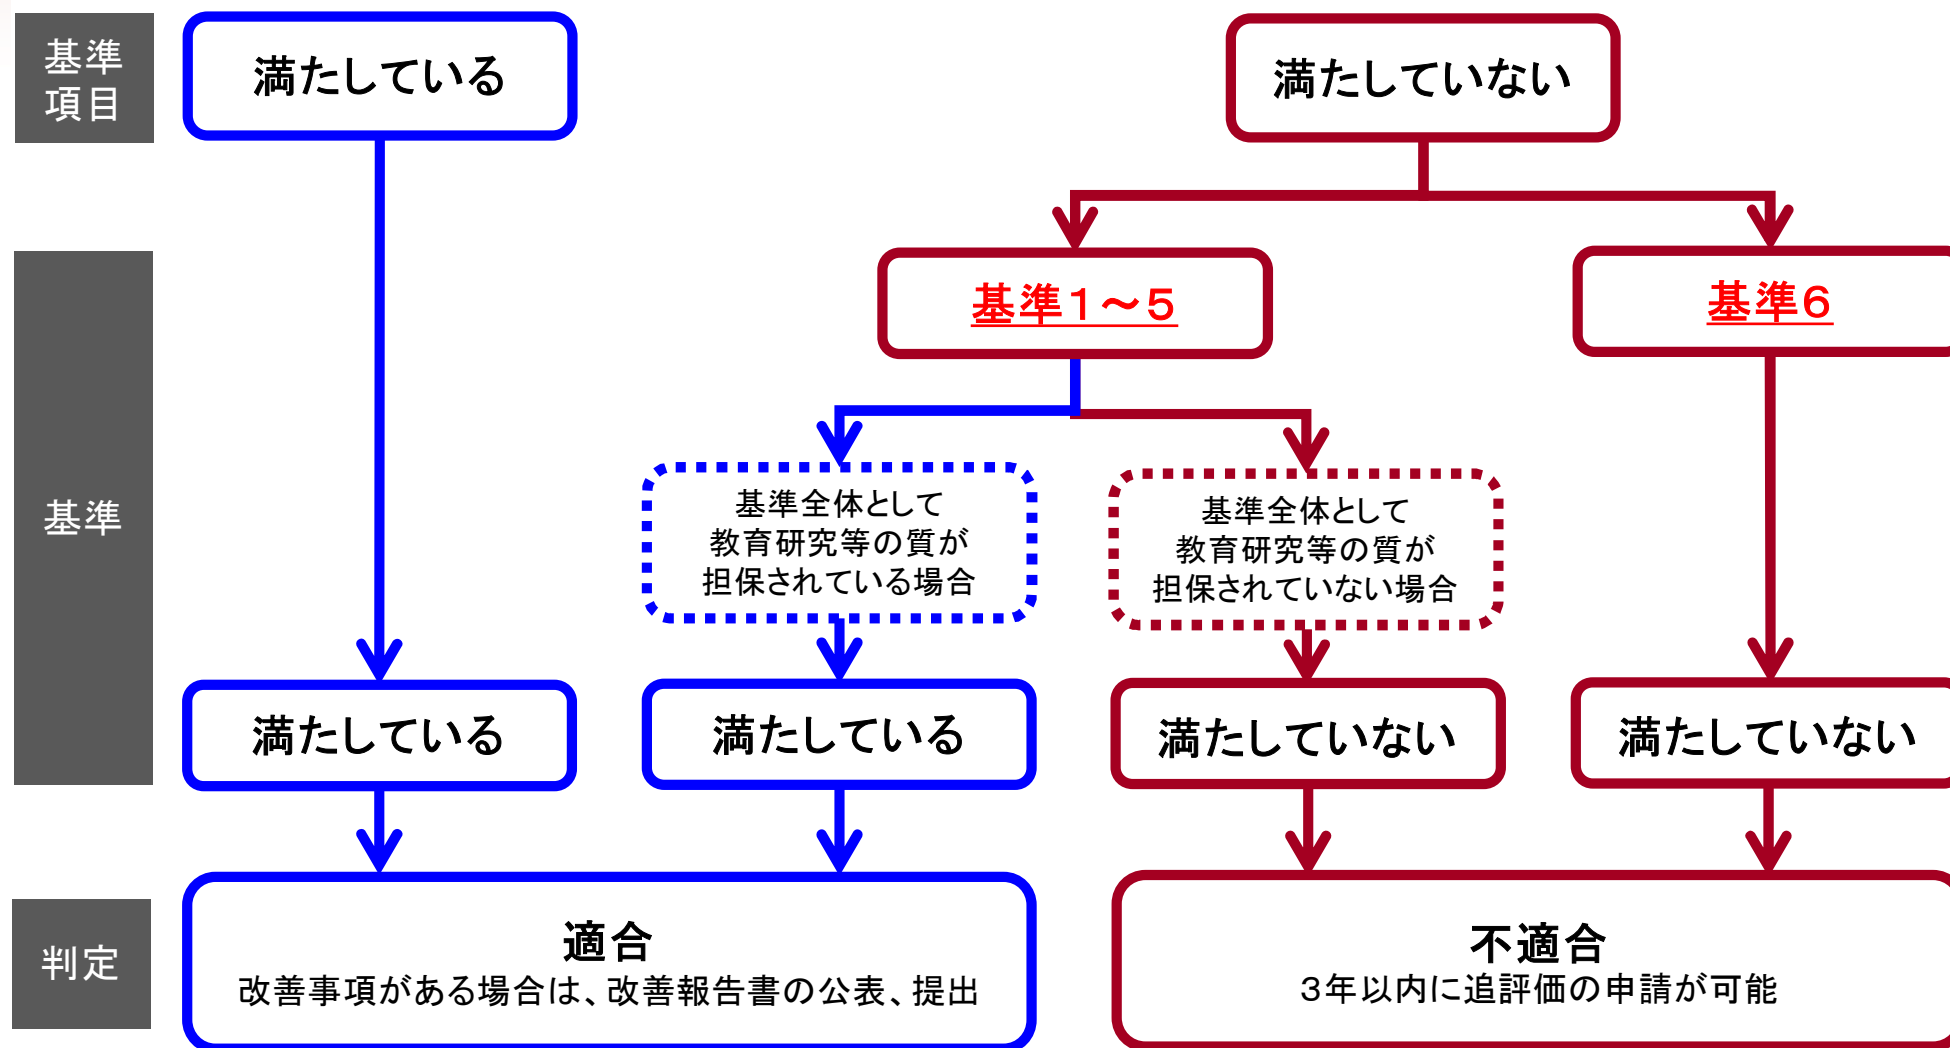 基準
項目
満たしている
満たしていない
基準
基準１～５
基準６
基準全体として
教育研究等の質が
担保されている場合
基準全体として
教育研究等の質が
担保されていない場合
満たしている
満たしている
満たしていない
満たしていない
判定
適合
改善事項がある場合は、改善報告書の公表、提出
不適合
３年以内に追評価の申請が可能